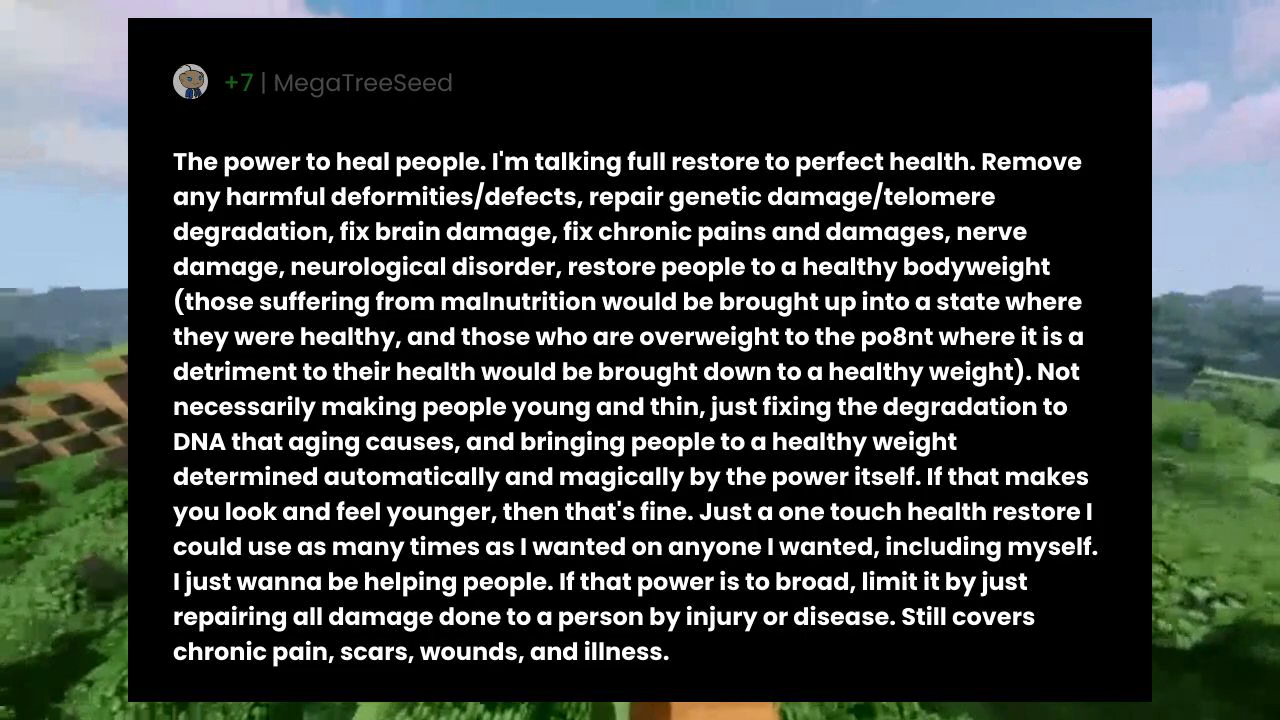 +7 | MegaTreeSeed
The power to heal people. I'm talking full restore to perfect health. Remove
any harmful deformities/defects, repair genetic damage/telomere
degradation, fix brain damage, fix chronic pains and damages, nerve
damage, neurological disorder, restore people to a healthy bodyweight
(those suffering from malnutrition would be brought up into a state where
they were healthy, and those who are overweight to the po8nt where it is a
detriment to their health would be brought down to a healthy weight). Not
necessarily making people young and thin, just fixing the degradation to
DNA that aging causes, and bringing people to a healthy weight
determined automatically and magically by the power itself. If that makes
you look and feel younger, then that's fine. Just a one touch health restore I
could use as many times as I wanted on anyone I wanted, including myself.
I just wanna be helping people. If that power is to broad, limit it by just
repairing all damage done to a person by injury or disease. Still covers
chronic pain, scars, wounds, and illness.